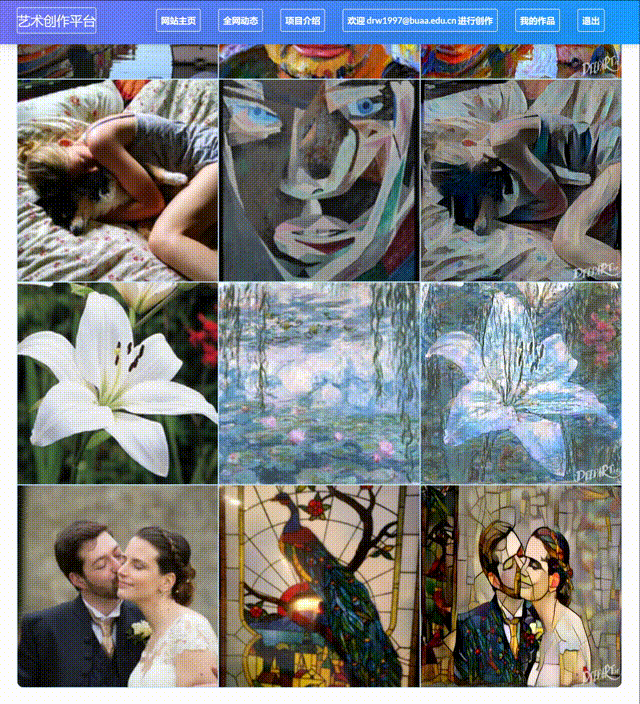 艺术创作平台
网站主页
全网动态
项目介绍
欢迎 drw1997@buaa.edu.cn 进行创作
我的作品
退出